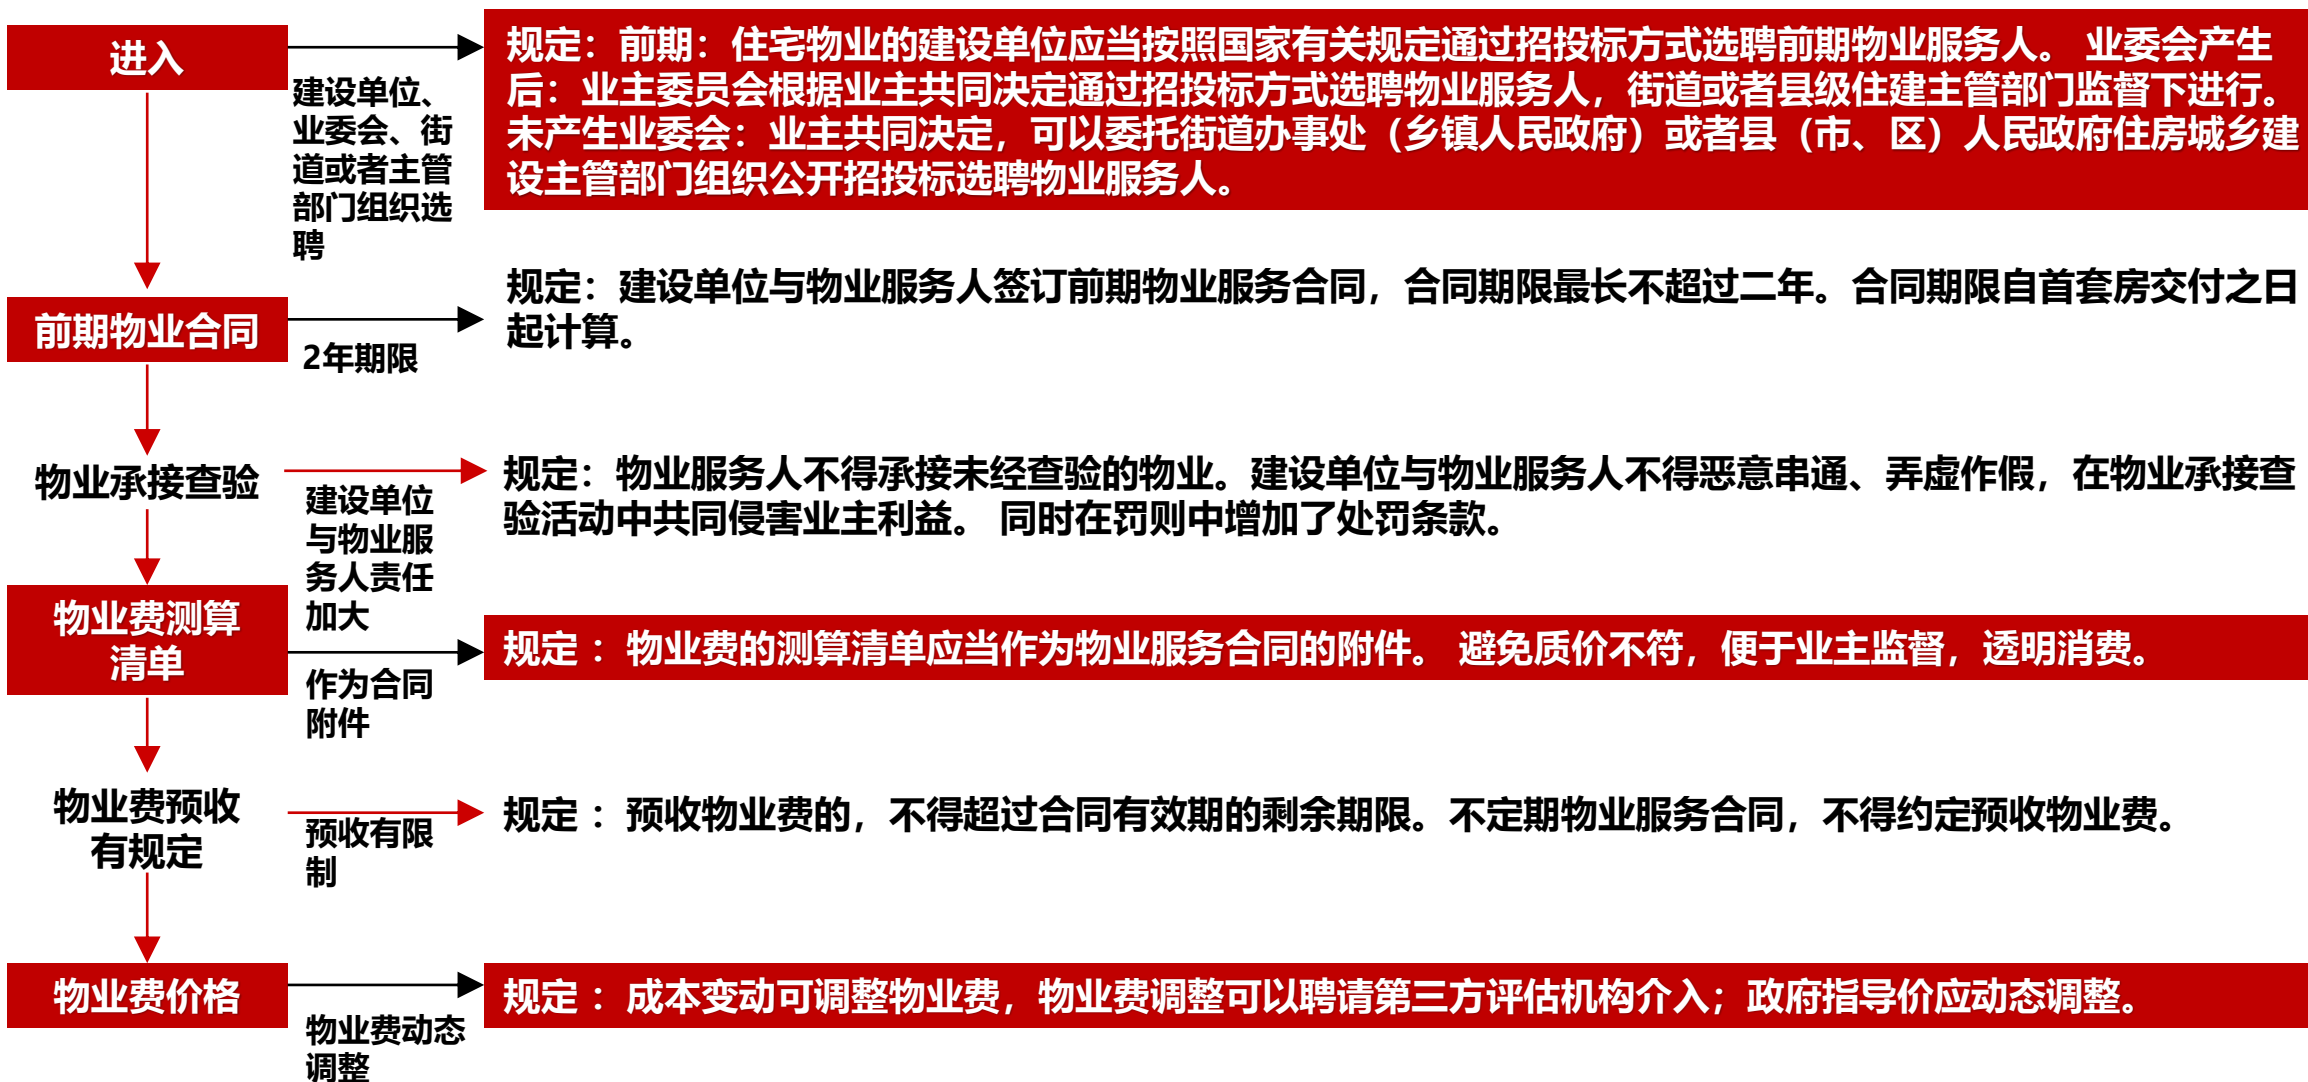 进入
建设单位、
业委会、街
道或者主管
部门组织选
聘
规定：前期：住宅物业的建设单位应当按照国家有关规定通过招投标方式选聘前期物业服务人。 业委会产生
后：业主委员会根据业主共同决定通过招投标方式选聘物业服务人，街道或者县级住建主管部门监督下进行。
未产生业委会：业主共同决定，可以委托街道办事处（乡镇人民政府）或者县（市、区）人民政府住房城乡建
设主管部门组织公开招投标选聘物业服务人。
前期物业合同
2年期限
规定：建设单位与物业服务人签订前期物业服务合同，合同期限最长不超过二年。合同期限自首套房交付之日
起计算。
物业承接查验
建设单位
与物业服
务人责任
加大
规定：物业服务人不得承接未经查验的物业。建设单位与物业服务人不得恶意串通、弄虚作假，在物业承接查
验活动中共同侵害业主利益。 同时在罚则中增加了处罚条款。
物业费测算
清单
作为合同
附件
规定 ：物业费的测算清单应当作为物业服务合同的附件。 避免质价不符，便于业主监督，透明消费。
物业费预收
有规定
预收有限
制
规定 ：预收物业费的，不得超过合同有效期的剩余期限。不定期物业服务合同，不得约定预收物业费。
物业费价格
物业费动态
调整
规定 ：成本变动可调整物业费，物业费调整可以聘请第三方评估机构介入；政府指导价应动态调整。